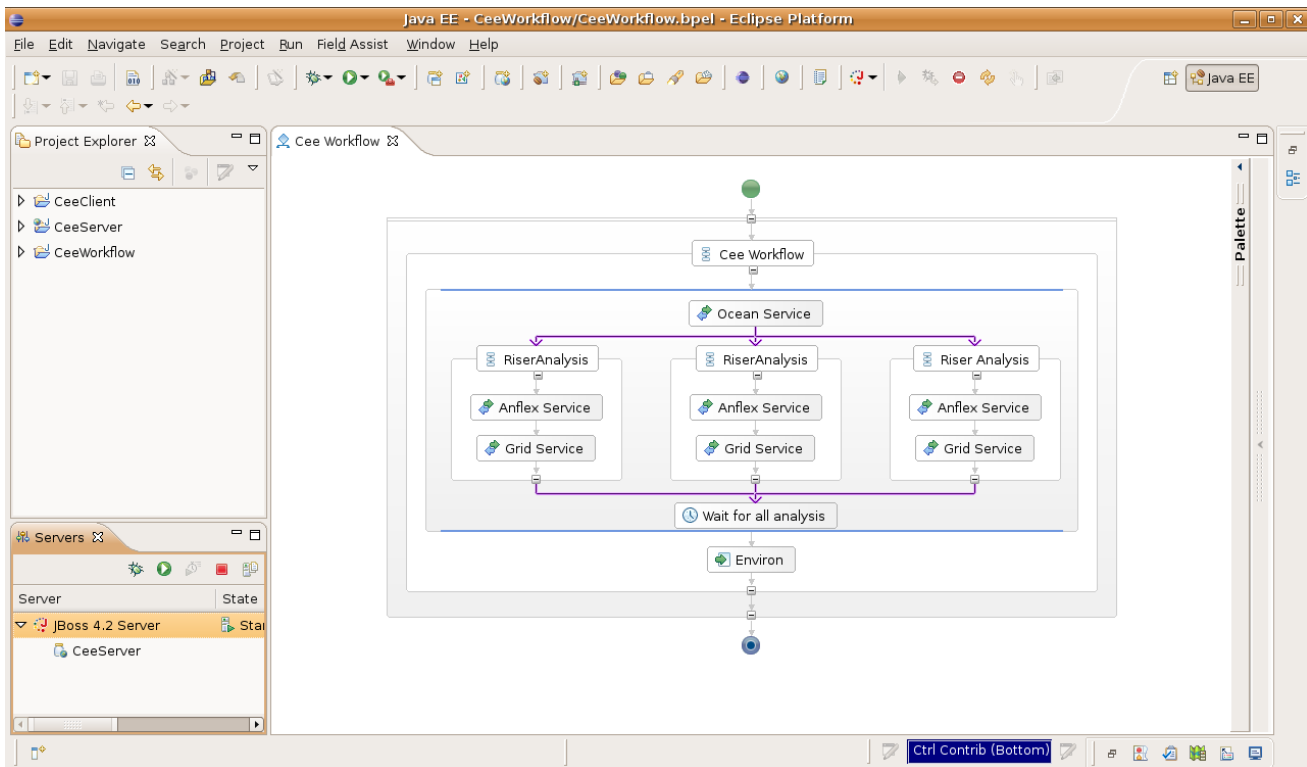 Java EE - CeeWorkflow/CeeWorkflow.bpel - Eclipse Platform
File Edit Navigate Search Project Run Field Assist Window Help
Java EE
Project Explorer
Cee Workflow
CeeClient
CeeServer
CeeWorkflow
Palette
Cee Workflow
Ocean Service
RiserAnalysis RiserAnalysis Riser Analysis
Anflex Service Anflex Service Anflex Service
Grid Service Grid Service Grid Service
Wait for all analysis
Environ
Servers
Server State
JBoss 4.2 Server Star
CeeServer
Ctrl Contrib (Bottom)